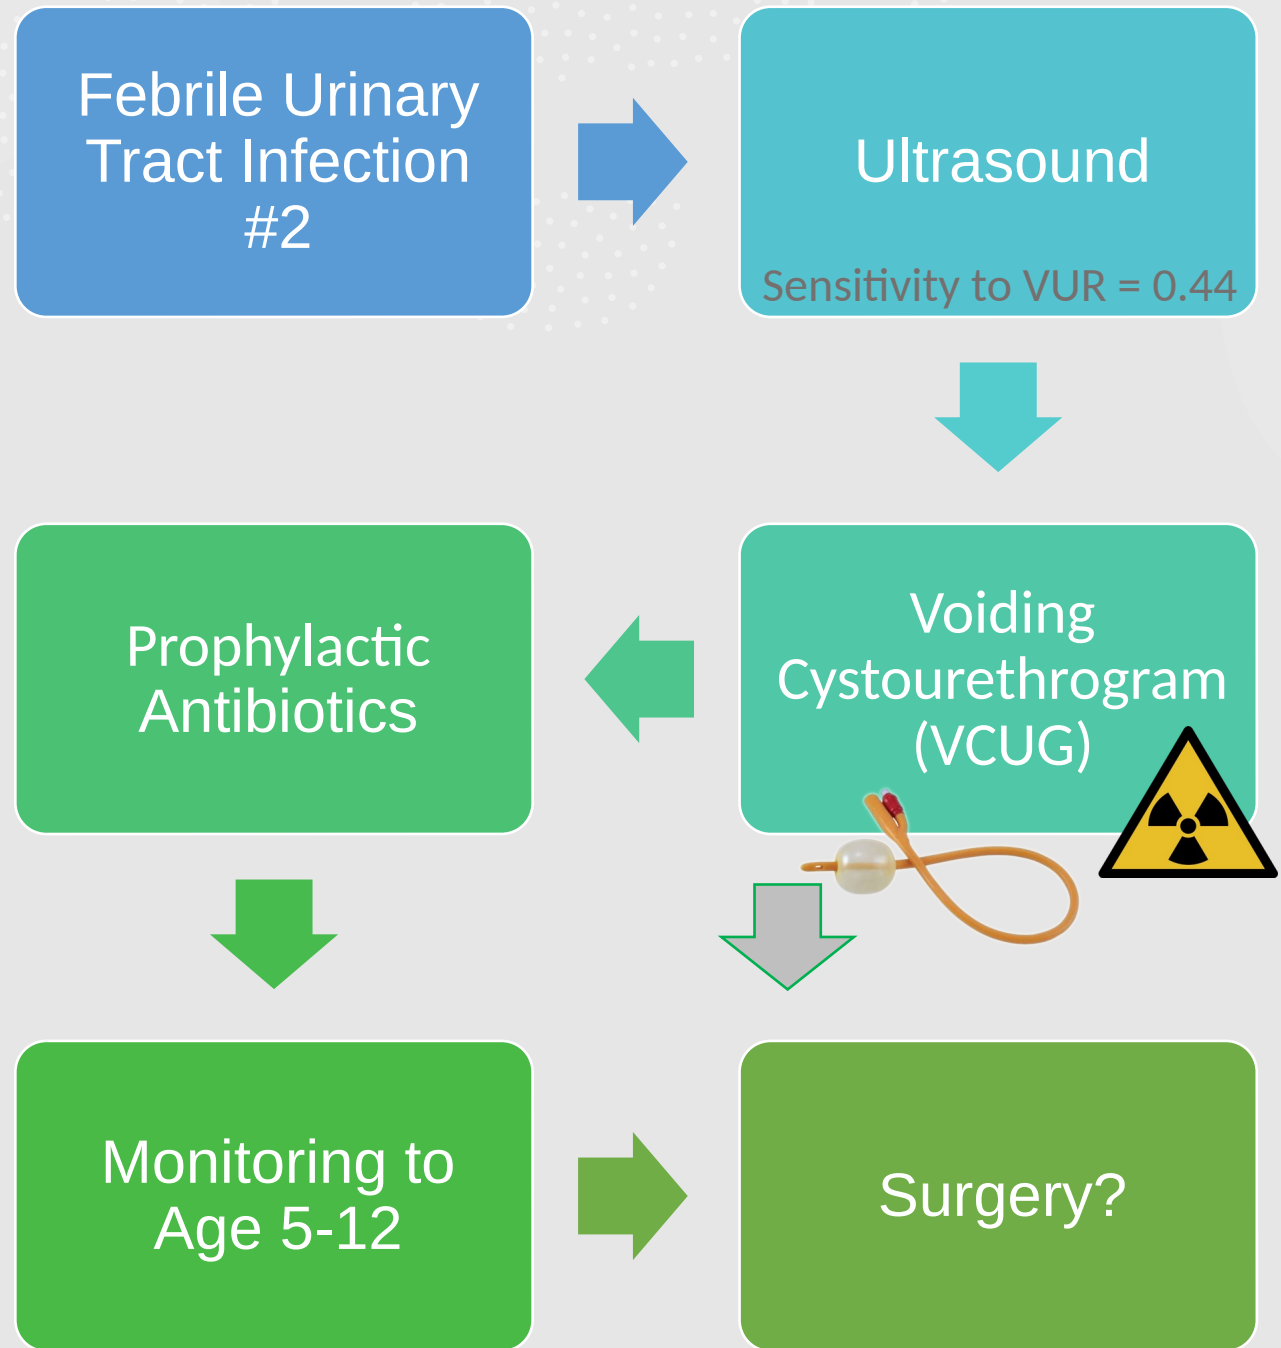 Febrile Urinary
Tract Infection
#2
Ultrasound
Sensitivity to VUR = 0.44
Voiding
Cystourethrogram
(VCUG)
Prophylactic
Antibiotics
Monitoring to
Age 5-12
Surgery?